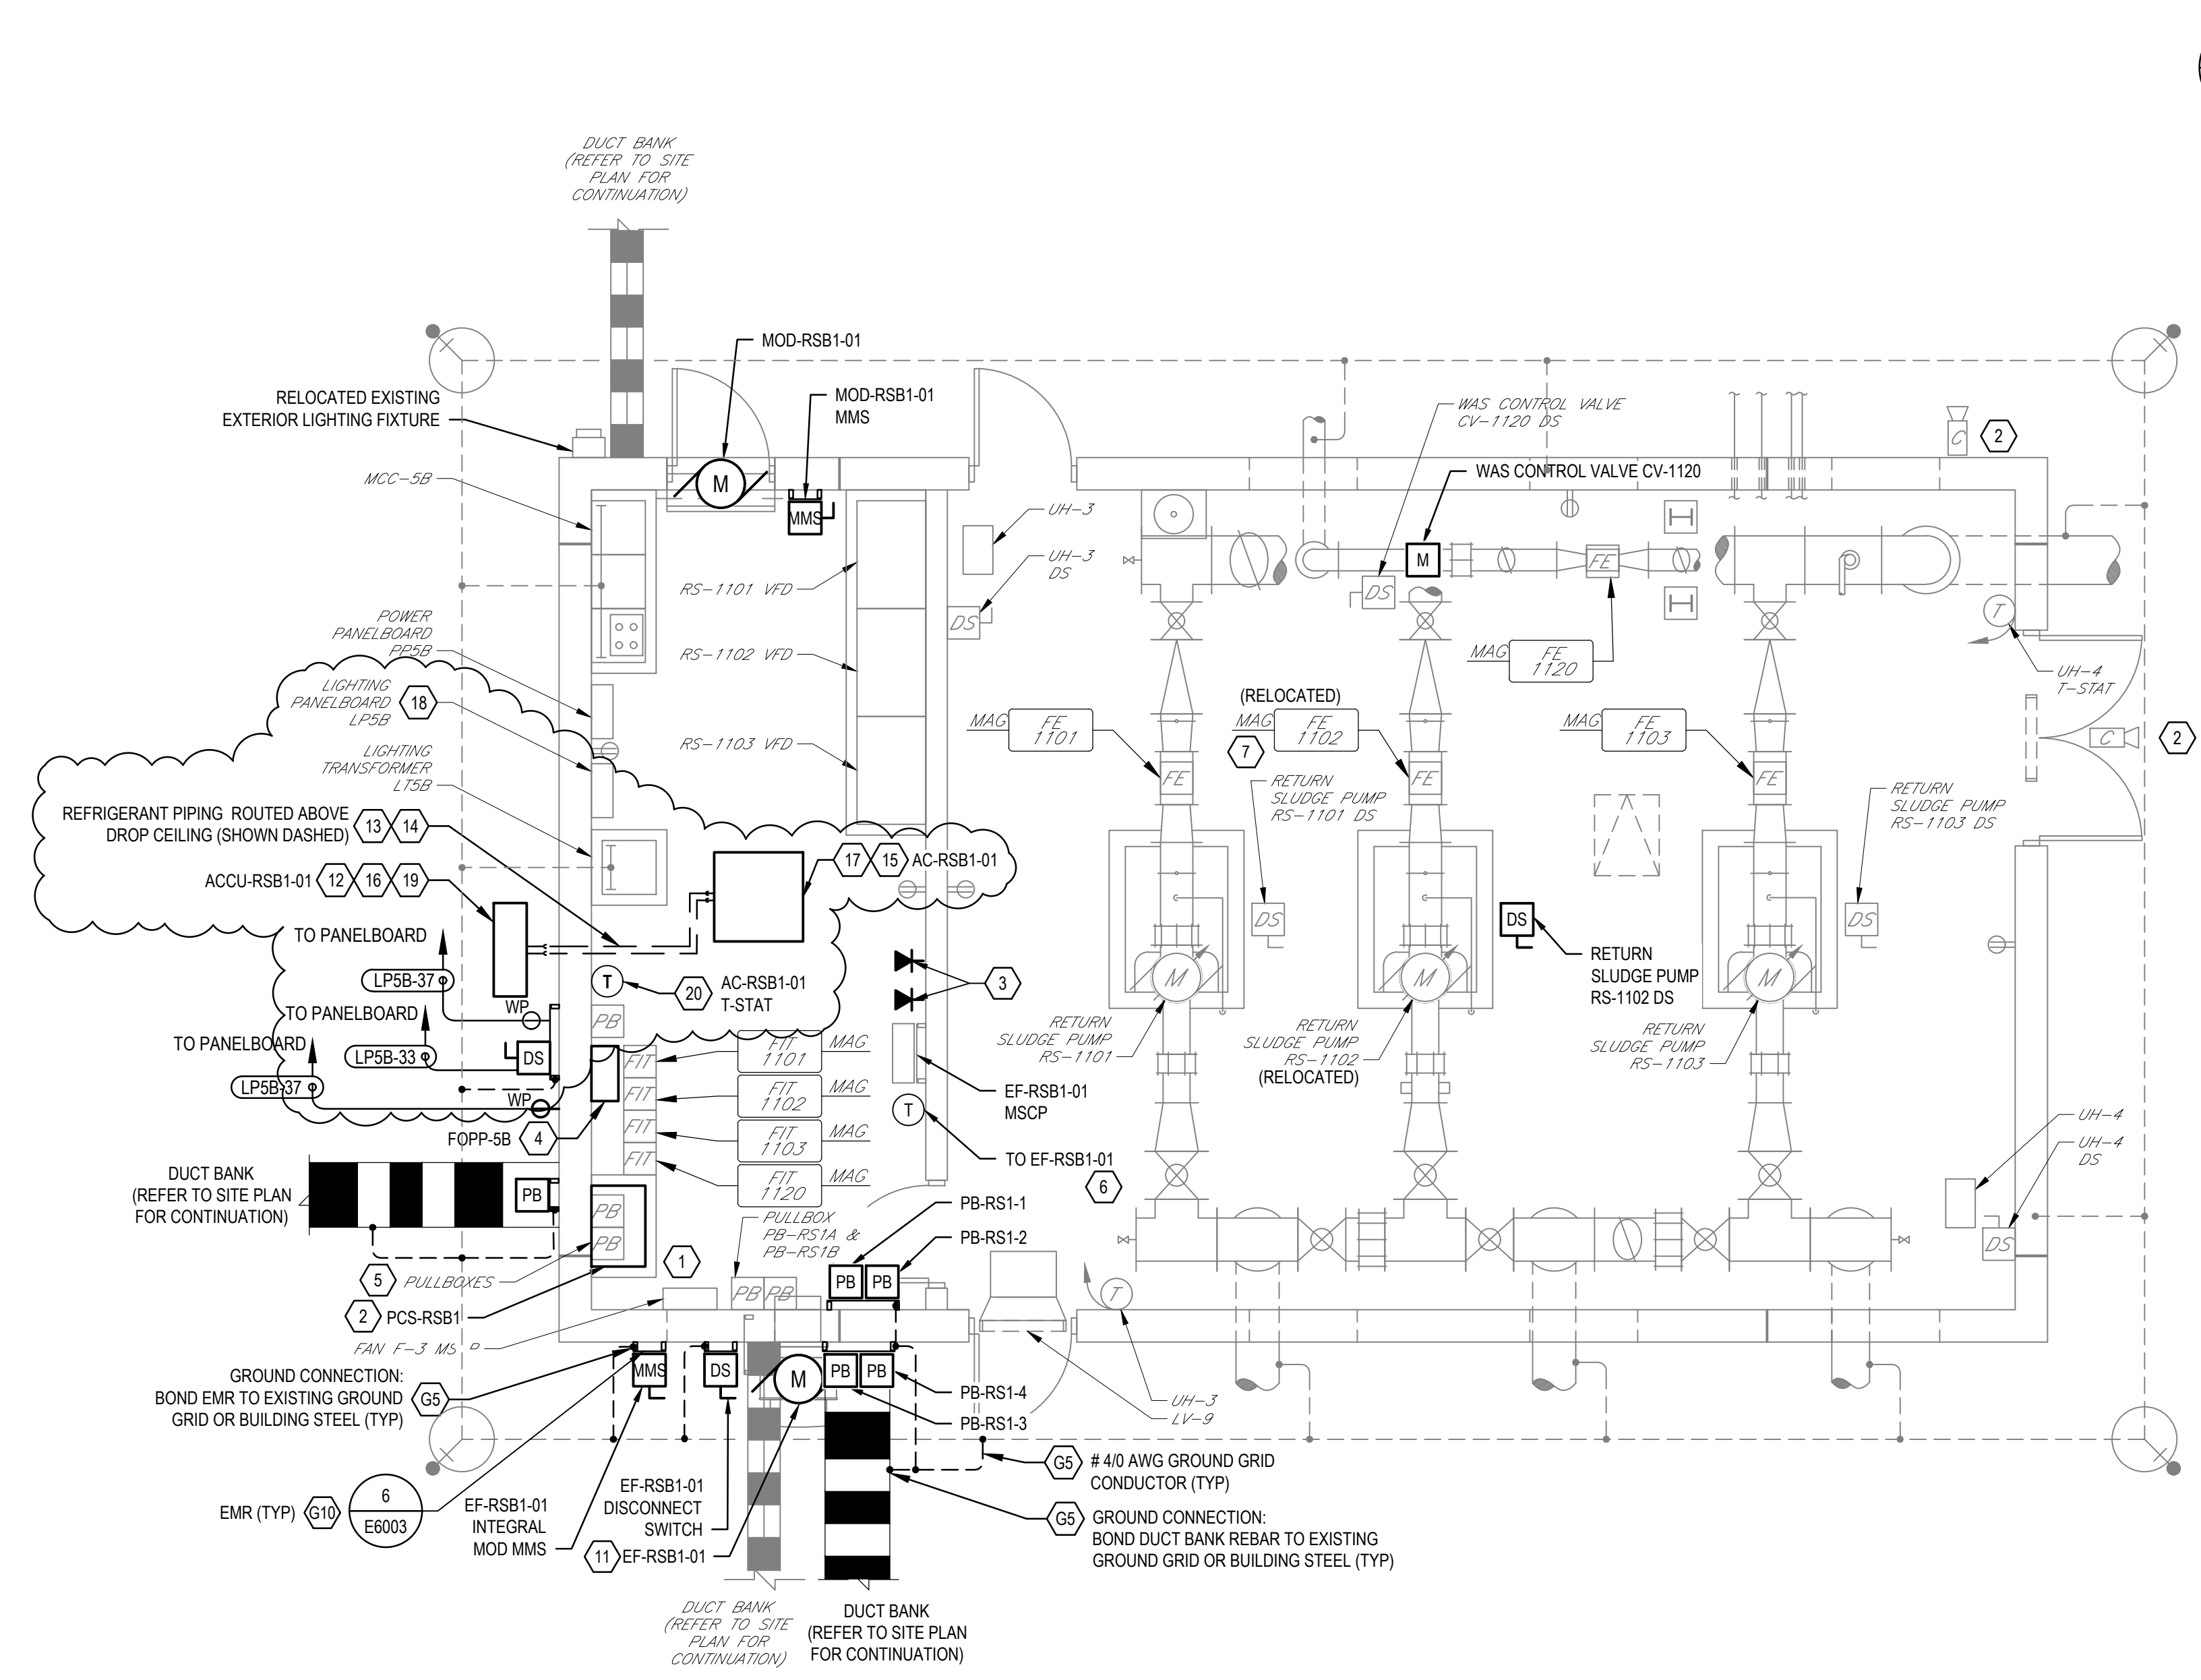 DUCT BANK
(REFER TO SITE
PLAN FOR
CONTINUATION)
MOD-RSB1-01
MOD-RSB1-01
MMS
RELOCATED EXISTING
EXTERIOR LIGHTING FIXTURE
WAS CONTROL VALVE
CV-1120 DS
C
2
WAS CONTROL VALVE CV-1120
MCC-5B
M
MMS
UH-3
UH-3
DS
RS-1101 VFD
M
FE
DS
DS
T
POWER
PANELBOARD
PP5B
RS-1102 VFD
MAG
FE
1120
UH-4
T-STAT
LIGHTING
PANELBOARD
LP5B
18
(RELOCATED)
MAG
FE
1101
MAG
FE
1102
7
MAG
FE
1103
C
2
RS-1103 VFD
LIGHTING
TRANSFORMER
LT5B
FE
FE
FE
RETURN
SLUDGE PUMP
RS-1101 DS
RETURN
SLUDGE PUMP
RS-1103 DS
REFRIGERANT PIPING ROUTED ABOVE
DROP CEILING (SHOWN DASHED)
13
14
17
15
AC-RSB1-01
ACCU-RSB1-01
12
16
19
DS
DS
DS
TO PANELBOARD
LP5B-37
WP
T
20
AC-RSB1-01
T-STAT
3
RETURN
SLUDGE PUMP
RS-1102 DS
M
M
M
TO PANELBOARD
LP5B-33
DS
PB
TO PANELBOARD
LP5B-37
WP
RETURN
SLUDGE PUMP
RS-1101
RETURN
SLUDGE PUMP
RS-1102
(RELOCATED)
RETURN
SLUDGE PUMP
RS-1103
FIT
FIT
1101
MAG
FIT
FIT
1102
MAG
FIT
FIT
1103
MAG
FIT
FIT
1120
MAG
EF-RSB1-01
MSCP
T
TO EF-RSB1-01
6
FOPP-5B
4
UH-4
UH-4
DS
DS
DUCT BANK
(REFER TO SITE PLAN
FOR CONTINUATION)
PB
PB
PB
PULLBOX
PB-RS1A &
PB-RS1B
PB-RS1-1
PB-RS1-2
5
PULLBOXES
1
PB
PB
PB
PB
T
2
PCS-RSB1
FAN F-3 MS P
GROUND CONNECTION:
BOND EMR TO EXISTING GROUND
GRID OR BUILDING STEEL (TYP)
G5
MMS
DS
M
PB
PB
PB-RS1-4
PB-RS1-3
UH-3
LV-9
G5
# 4/0 AWG GROUND GRID
CONDUCTOR (TYP)
EMR (TYP)
G10
6
E6003
EF-RSB1-01
INTEGRAL
MOD MMS
EF-RSB1-01
DISCONNECT
SWITCH
11
EF-RSB1-01
G5
GROUND CONNECTION:
BOND DUCT BANK REBAR TO EXISTING
GROUND GRID OR BUILDING STEEL (TYP)
DUCT BANK
(REFER TO SITE
PLAN FOR
CONTINUATION)
DUCT BANK
(REFER TO SITE PLAN
FOR CONTINUATION)